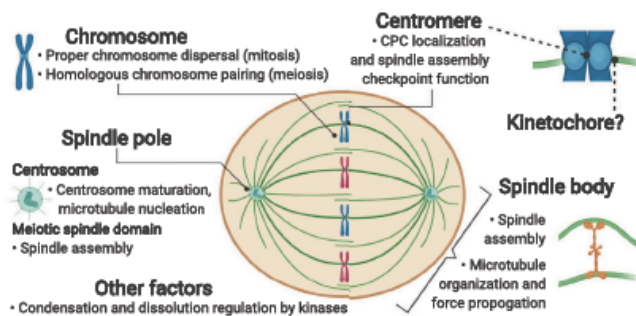 Chromosome
• Proper chromosome dispersal (mitosis)
• Homologous chromosome pairing (meiosis)
Centromere
• CPC localization
and spindle assembly
checkpoint function
Kinetochore?
Spindle pole
Centrosome
• Centrosome maturation,
microtubule nucleation
Meiotic spindle domain
• Spindle assembly
Spindle body
• Spindle
assembly
• Microtubule
organization and
force propogation
Other factors
• Condensation and dissolution regulation by kinases